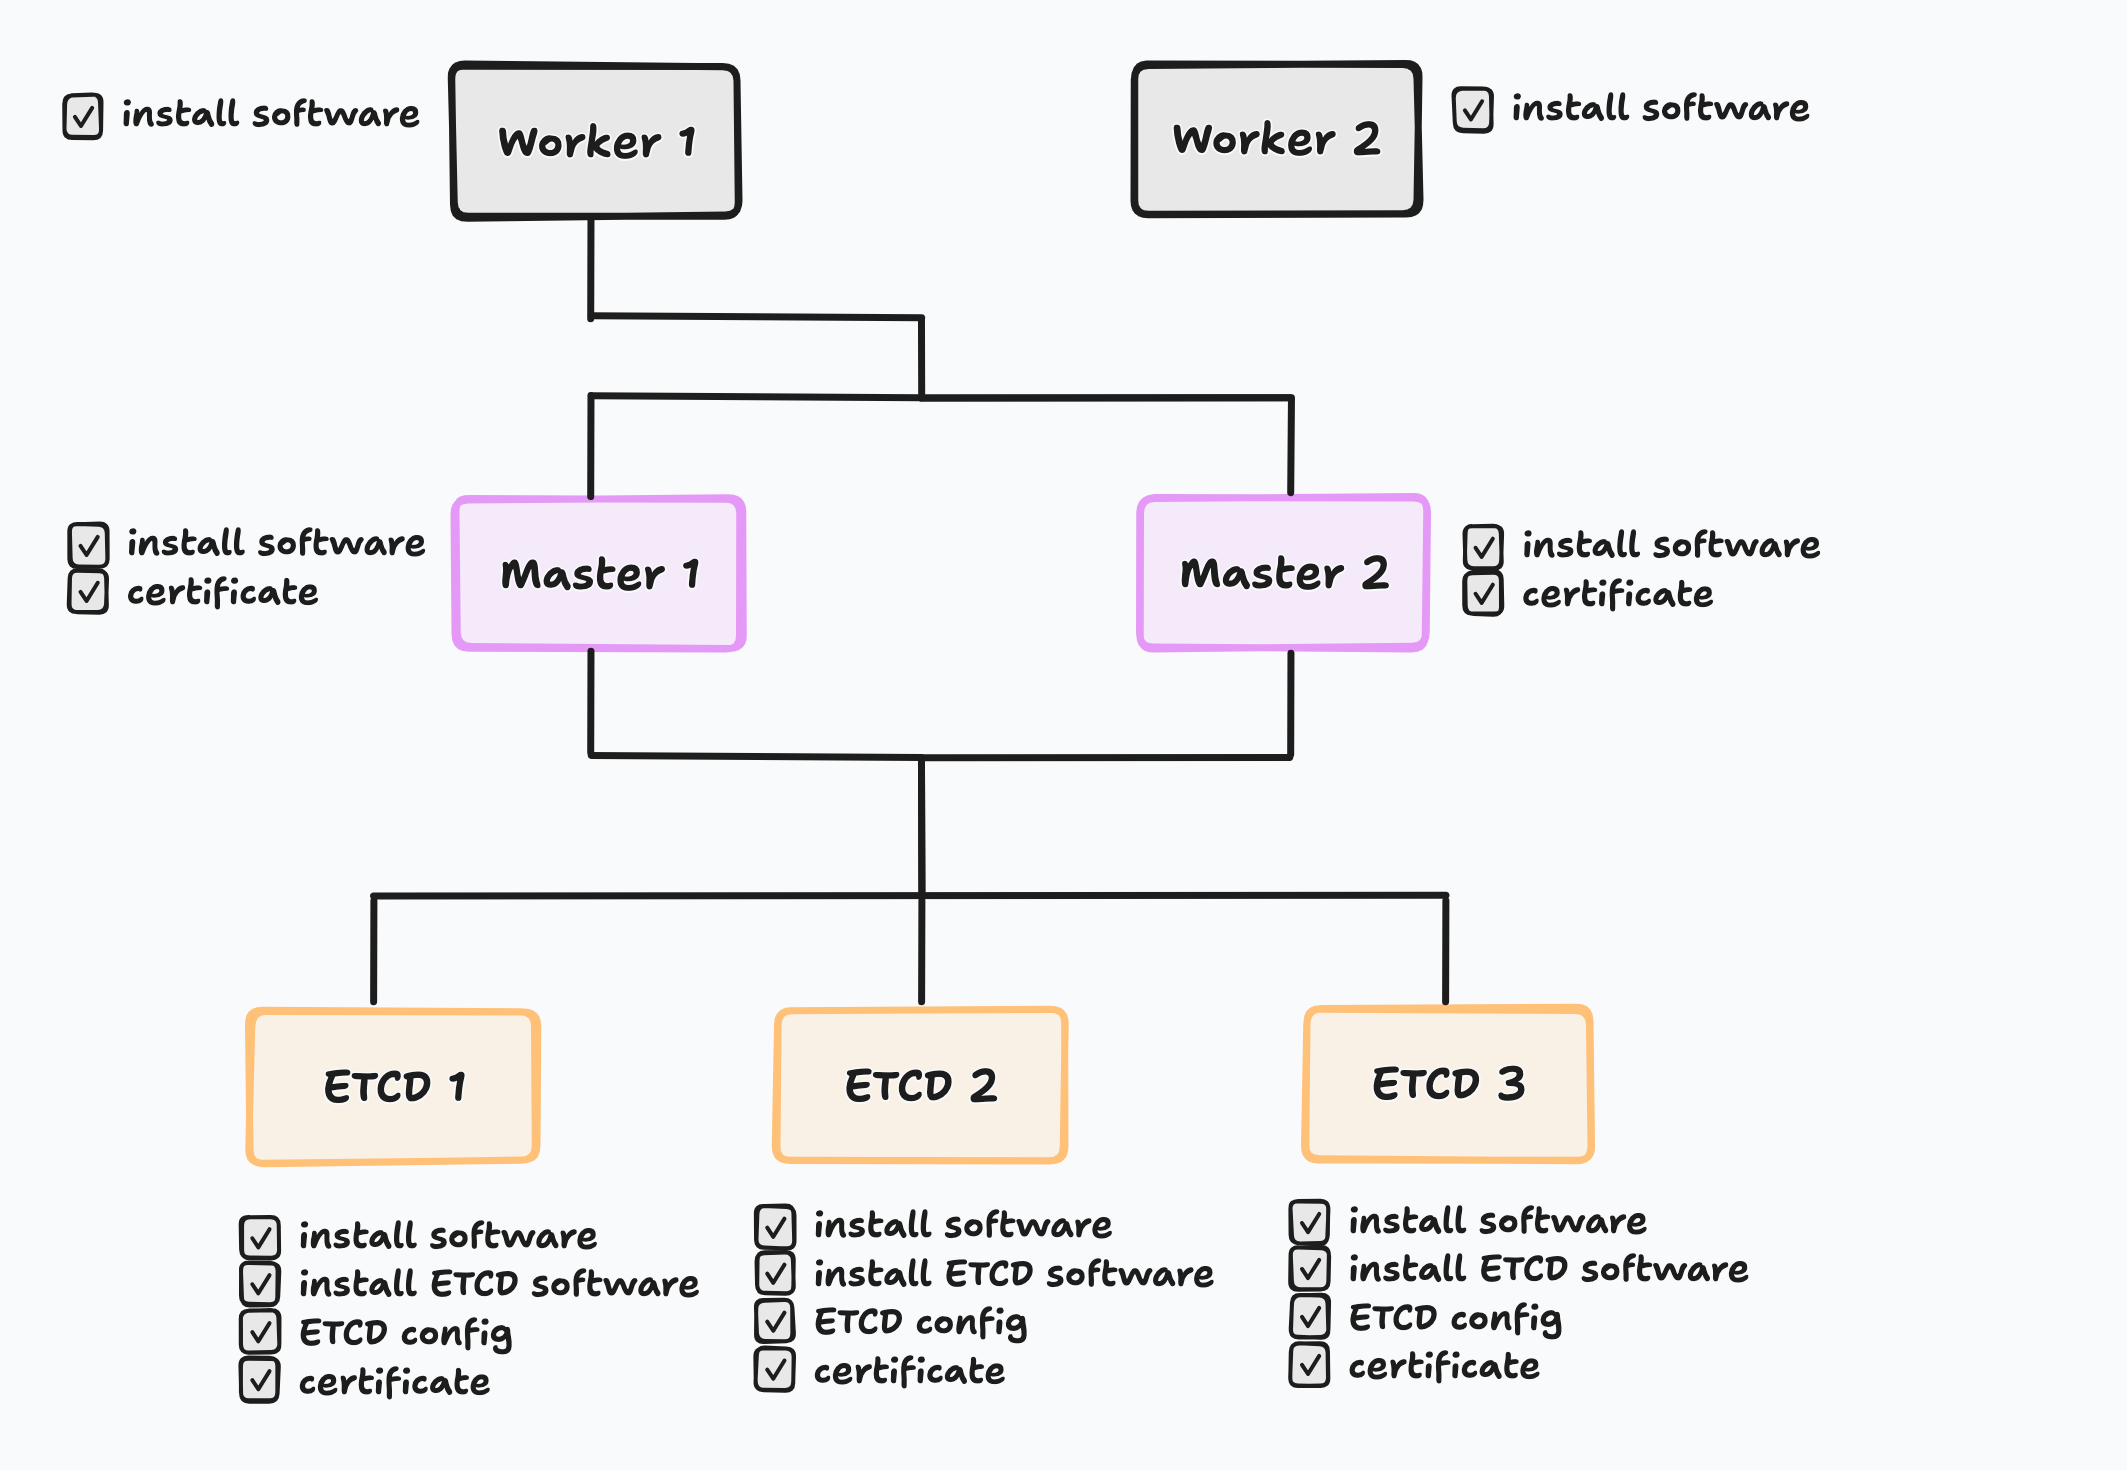 install software
Worker 1
Worker 2
install software
install software
certificate
Master 1
Master 2
install software
certificate
ETCD 1
ETCD 2
ETCD 3
install software
install ETCD software
ETCD config
certificate
install software
install ETCD software
ETCD config
certificate
install software
install ETCD software
ETCD config
certificate